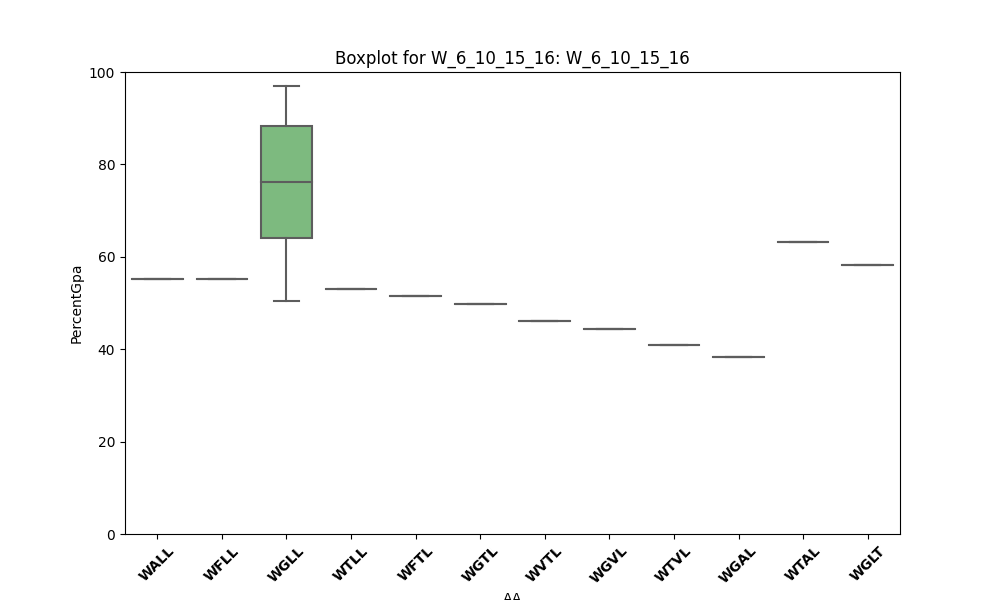 Boxplot for W_6_10_15_16: W_6_10_15_16
100
80
60
40
20
0
PercentGpa
WALL
WFLL
WGLL
WTLL
WFTL
WGTL
WVTL
WGVL
WTVL
WGAL
WTAL
WGLT
AA